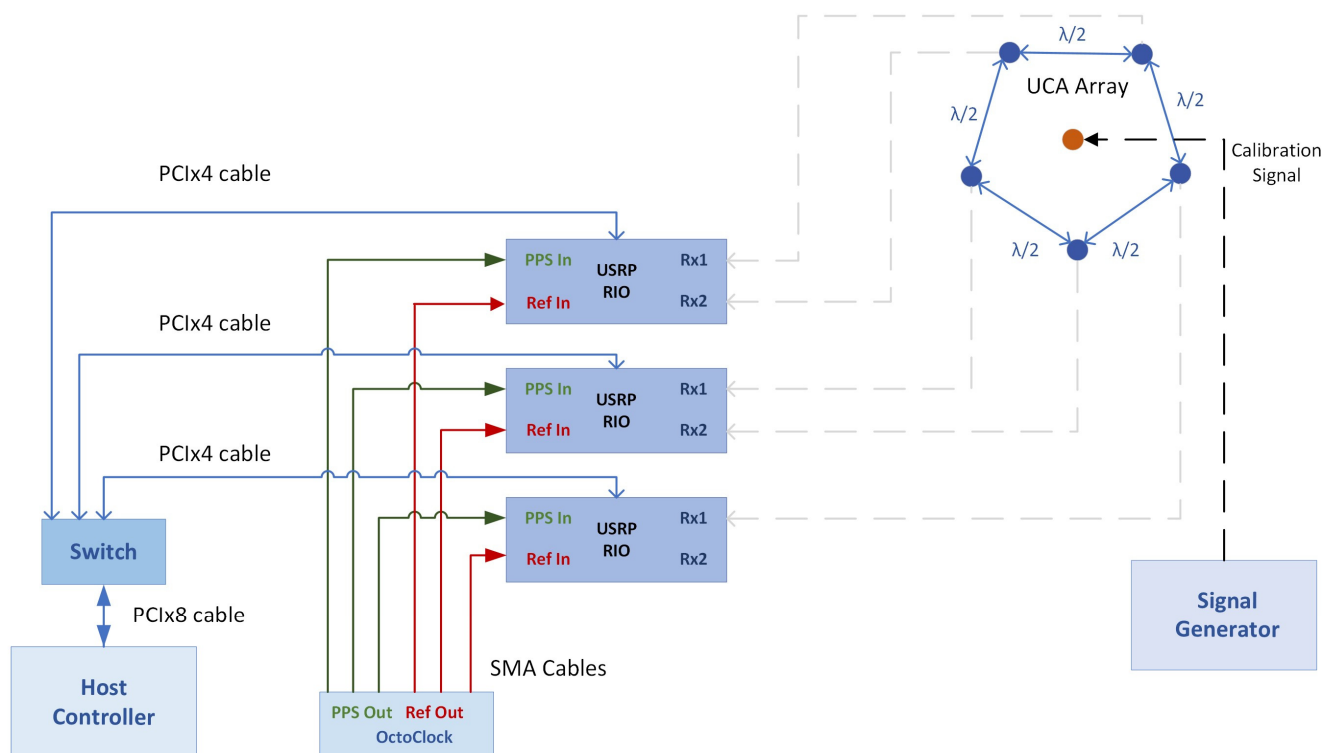 λ/2
UCA Array
λ/2
λ/2
Calibration
Signal
λ/2
λ/2
PCIx4 cable
PPS In
USRP
RIO
Rx1
Ref In
Rx2
PCIx4 cable
PPS In
USRP
RIO
Rx1
Ref In
Rx2
PCIx4 cable
PPS In
USRP
RIO
Rx1
Ref In
Rx2
Switch
PCIx8 cable
Host
Controller
SMA Cables
PPS Out Ref Out
OctoClock
Signal
Generator